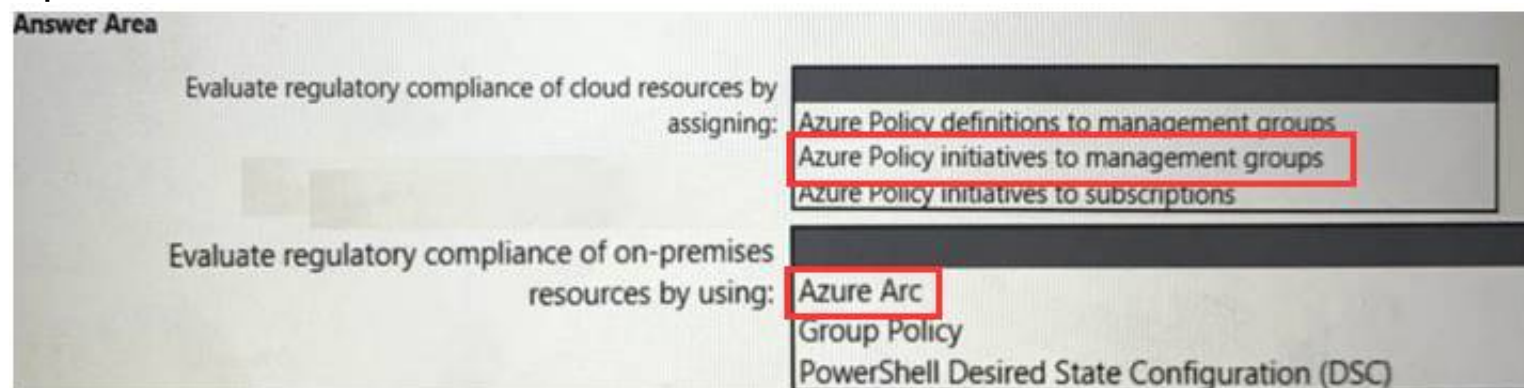 Answer Area
Evaluate regulatory compliance of cloud resources by
assigning:
Azure Policy definitions to management groups
Azure Policy initiatives to management groups
Azure Policy initiatives to subscriptions
Evaluate regulatory compliance of on-premises
resources by using:
Azure Arc
Group Policy
PowerShell Desired State Configuration (DSC)